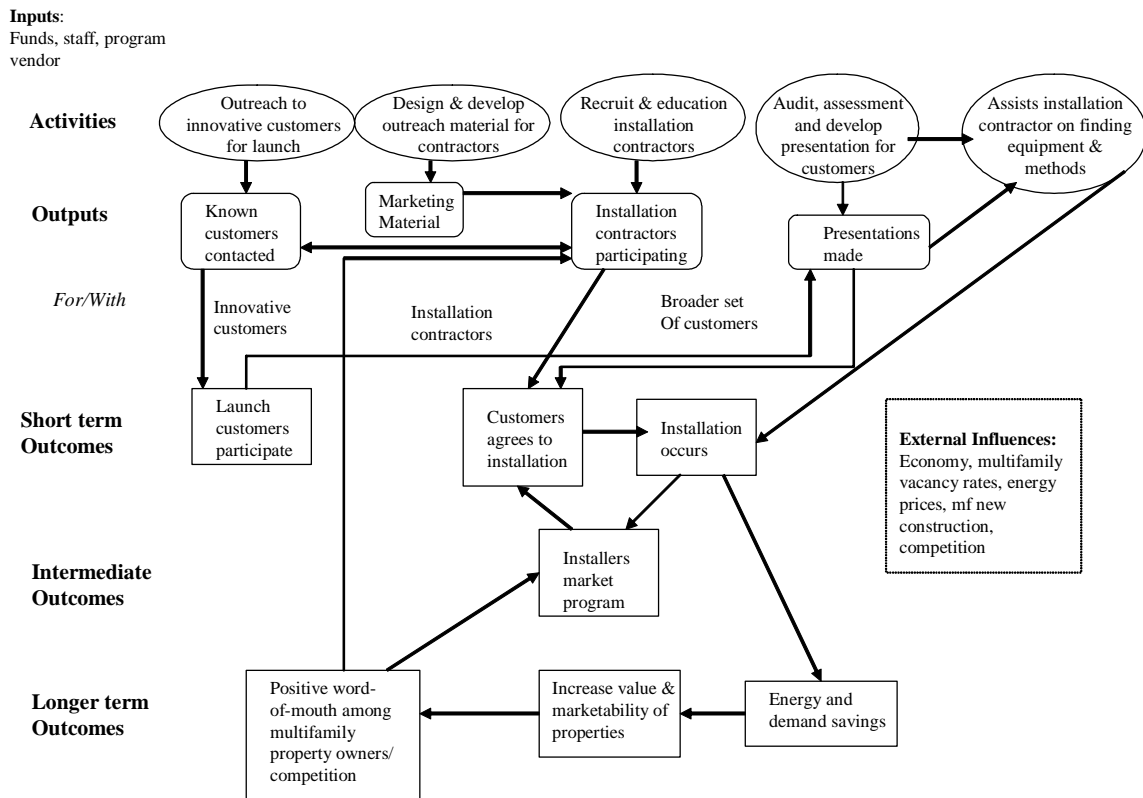 Inputs:
Funds, staff, program
vendor
Activities
Outreach to
innovative customers
for launch
Design & develop
outreach material for
contractors
Recruit & education
installation
contractors
Audit, assessment
and develop
presentation for
customers
Assists installation
contractor on finding
equipment &
methods
Outputs
Known
customers
contacted
Marketing
Material
Installation
contractors
participating
Presentations
made
For/With
Innovative
customers
Installation
contractors
Broader set
Of customers
Short term
Outcomes
Launch
customers
participate
Customers
agrees to
installation
Installation
occurs
External Influences:
Economy, multifamily
vacancy rates, energy
prices, mf new
construction,
competition
Intermediate
Outcomes
Installers
market
program
Longer term
Outcomes
Positive word-
of-mouth among
multifamily
property owners/
competition
Increase value &
marketability of
properties
Energy and
demand savings